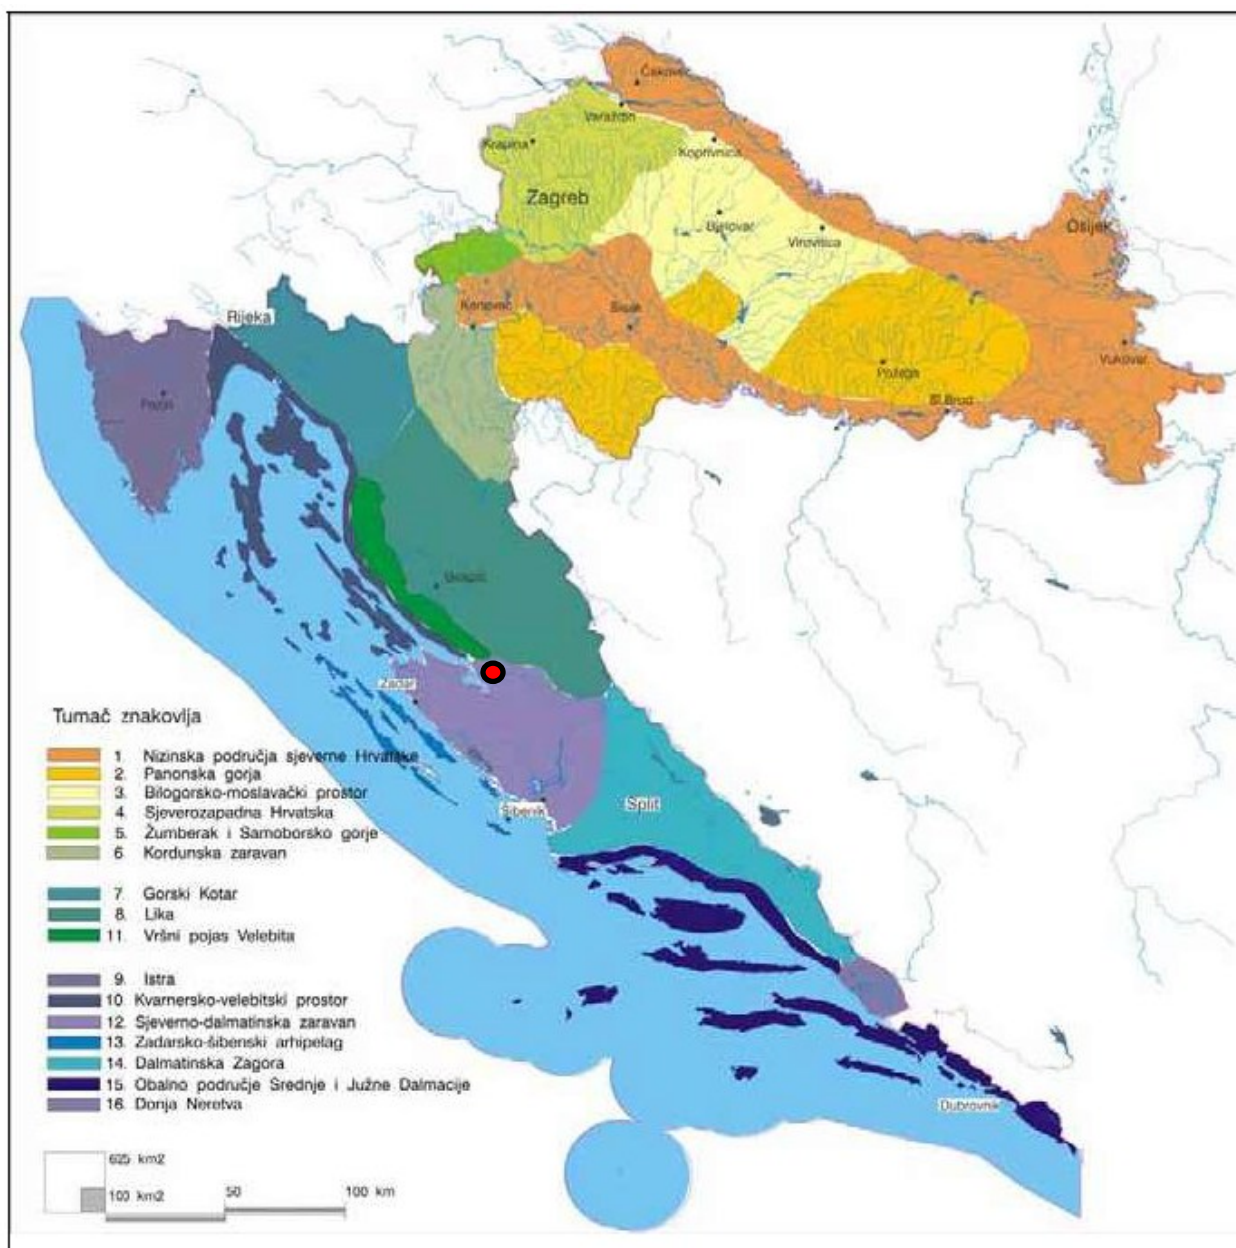 Čakovec
Varaždin
Krapina
Koprivnica
Zagreb
Bjelovar
Virovitica
Osijek
Karlovac
Sisak
Rijeka
Vukovar
Požega
Sl.Brod
Pazin
Gospić
Zadar
Tumač znakovlja
Split
Šibenik
1. Nizinska područja sjeverne Hrvatske
2. Panonska gorja
3. Bilogorsko-moslavački prostor
4. Sjeverozapadna Hrvatska
5. Žumberak i Samoborsko gorje
6. Kordunska zaravan
7. Gorski Kotar
8. Lika
11. Vršni pojas Velebita
9. Istra
10. Kvarnersko-velebitski prostor
12. Sjeverno-dalmatinska zaravan
13. Zadarsko-šibenski arhipelag
14. Dalmatinska Zagora
15. Obalno područje Srednje i Južne Dalmacije
16. Donja Neretva
Dubrovnik
625 km2
100 km2
50
100 km